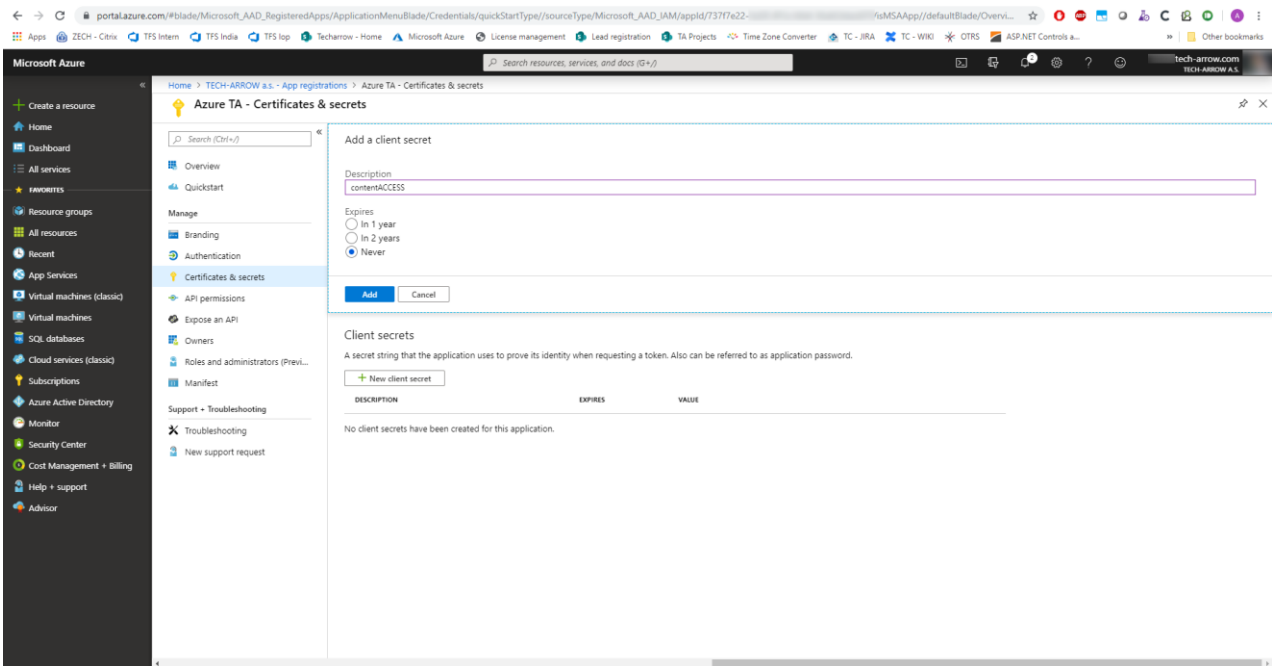 portal.azure.com/#blade/Microsoft_AAD_RegisteredApps/ApplicationMenuBlade/Credentials/quickStartType//sourceType/Microsoft_AAD_IAM/appId/737f7e22- /isMSAApp//defaultBlade/Overvi...
Apps ZECH - Citrix TFS Intern TFS India TFS Iop Techarrow - Home Microsoft Azure License management Lead registration TA Projects Time Zone Converter TC - JIRA TC - WIKI OTRS ASP.NET Controls a... » Other bookmarks
Microsoft Azure Search resources, services, and docs (G+/) 2 tech-arrow.com
TECH-ARROW A.S.
Home > TECH-ARROW a.s. - App registrations > Azure TA - Certificates & secrets
Azure TA - Certificates & secrets
Create a resource
Home
Dashboard
All services
FAVORITES
Resource groups
All resources
Recent
App Services
Virtual machines (classic)
Virtual machines
SQL databases
Cloud services (classic)
Subscriptions
Azure Active Directory
Monitor
Security Center
Cost Management + Billing
Help + support
Advisor
Search (Ctrl+/)
Overview
Quickstart
Manage
Branding
Authentication
Certificates & secrets
API permissions
Expose an API
Owners
Roles and administrators (Previ...
Manifest
Support + Troubleshooting
Troubleshooting
New support request
Add a client secret
Description
contentACCESS
Expires
In 1 year
In 2 years
Never
Add Cancel
Client secrets
A secret string that the application uses to prove its identity when requesting a token. Also can be referred to as application password.
New client secret
DESCRIPTION EXPIRES VALUE
No client secrets have been created for this application.